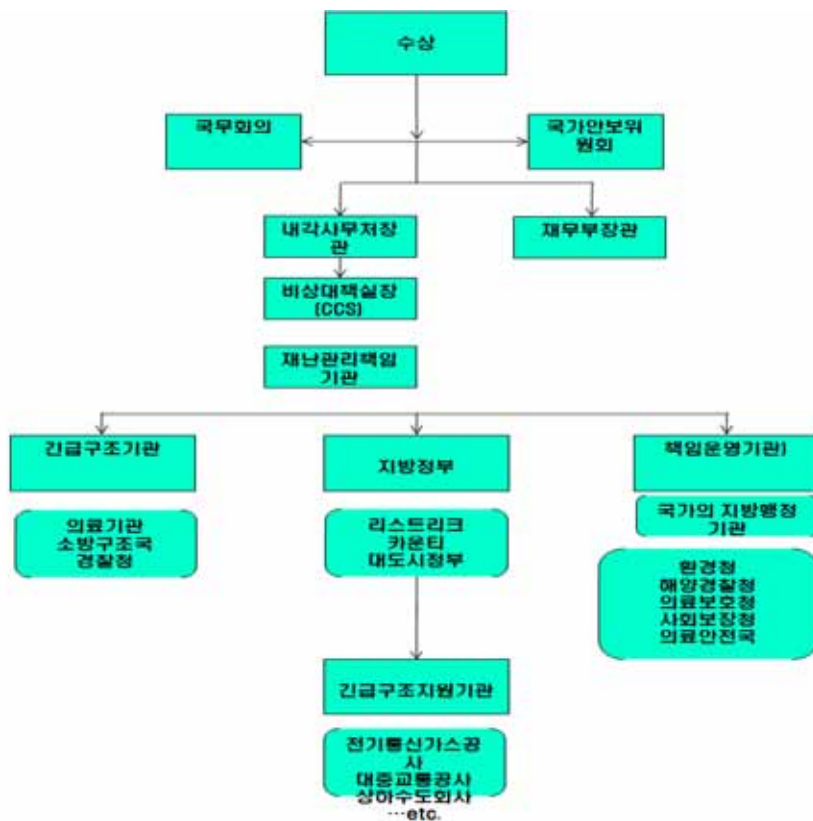 수상
국무회의
국가안보위
원회
내각사무처장
관
재무부장관
비상대책실장
(CCS)
재난관리책임
기관
긴급구조기관
지방정부
책임운영기관)
의료기관
소방구조국
경찰청
리스트리크
카운티
대도시정부
국가의 지방행정
기관
환경청
해양경찰청
의료보호청
사회보장청
의료안전국
긴급구조지원기관
전기통신가스공
사
대중교통공사
상하수도회사
…etc.